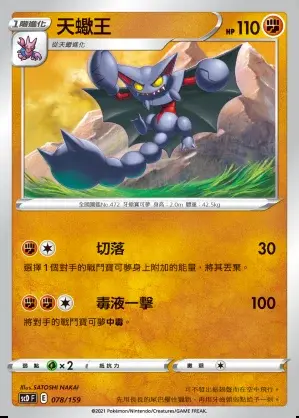 1階進化
天蠍王
HP 110
從天蠍進化
全國圖鑑No.472 牙蠍寶可夢 身高:2.0m 體重:42.5kg
切落 30
選擇1個對手的戰鬥寶可夢身上附加的能量,將其丟棄。
毒液一擊 100
將對手的戰鬥寶可夢中毒。
弱點 ×2 抵抗力 撤退
Illus. SATOSHI NAKAI
scD F E 078/159
©2021 Pokémon/Nintendo/Creatures/GAME FREAK.